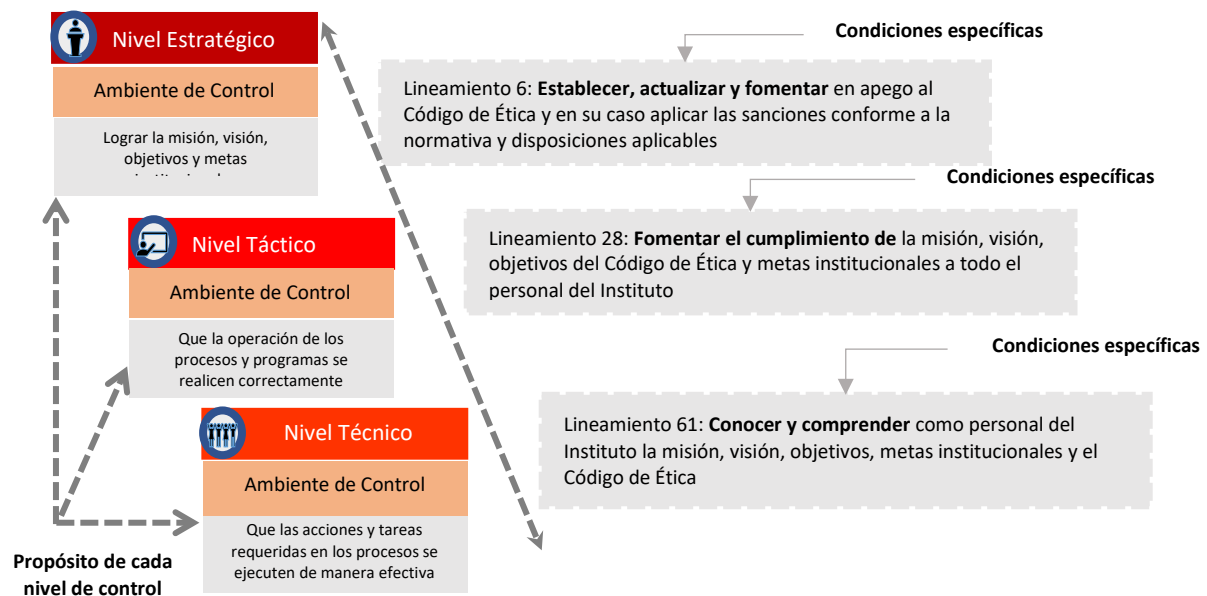 Nivel Estratégico
Ambiente de Control
Lograr la misión, visión,
objetivos y metas
Condiciones específicas
Lineamiento 6: Establecer, actualizar y fomentar en apego al
Código de Ética y en su caso aplicar las sanciones conforme a la
normativa y disposiciones aplicables
Nivel Táctico
Ambiente de Control
Que la operación de los
procesos y programas se
realicen correctamente
Condiciones específicas
Lineamiento 28: Fomentar el cumplimiento de la misión, visión,
objetivos del Código de Ética y metas institucionales a todo el
personal del Instituto
Nivel Técnico
Ambiente de Control
Que las acciones y tareas
requeridas en los procesos se
ejecuten de manera efectiva
Condiciones específicas
Lineamiento 61: Conocer y comprender como personal del
Instituto la misión, visión, objetivos, metas institucionales y el
Código de Ética
Propósito de cada
nivel de control